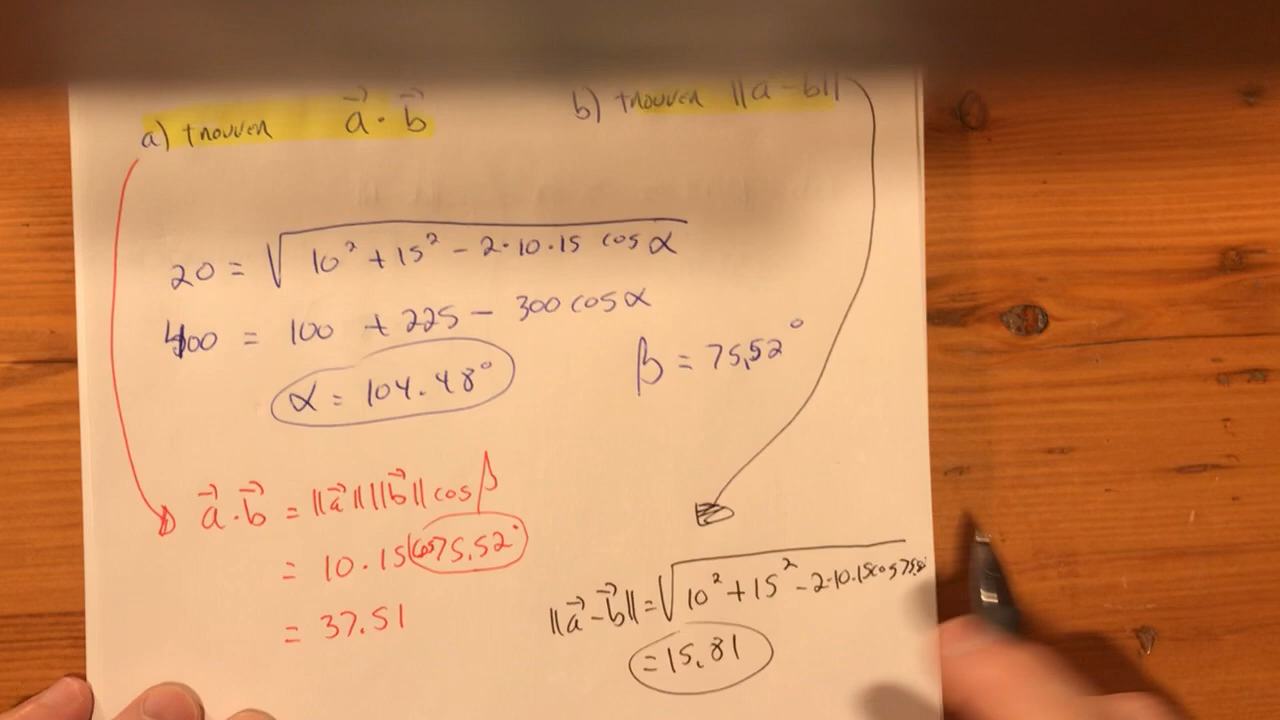 a) trouver a⃗ · b⃗
b) trouver ||a - b||
20 = √(10² + 15² - 2·10·15 cos α)
400 = 100 + 225 - 300 cos α
α = 104.48°
β = 75,52°
a⃗ . b⃗ = ||a⃗|| ||b⃗|| cos β
= 10.15 (cos 75.52°
= 37.51
||a⃗ - b⃗|| = √(10² + 15² - 2·10.15 cos 75,52
= 15.81